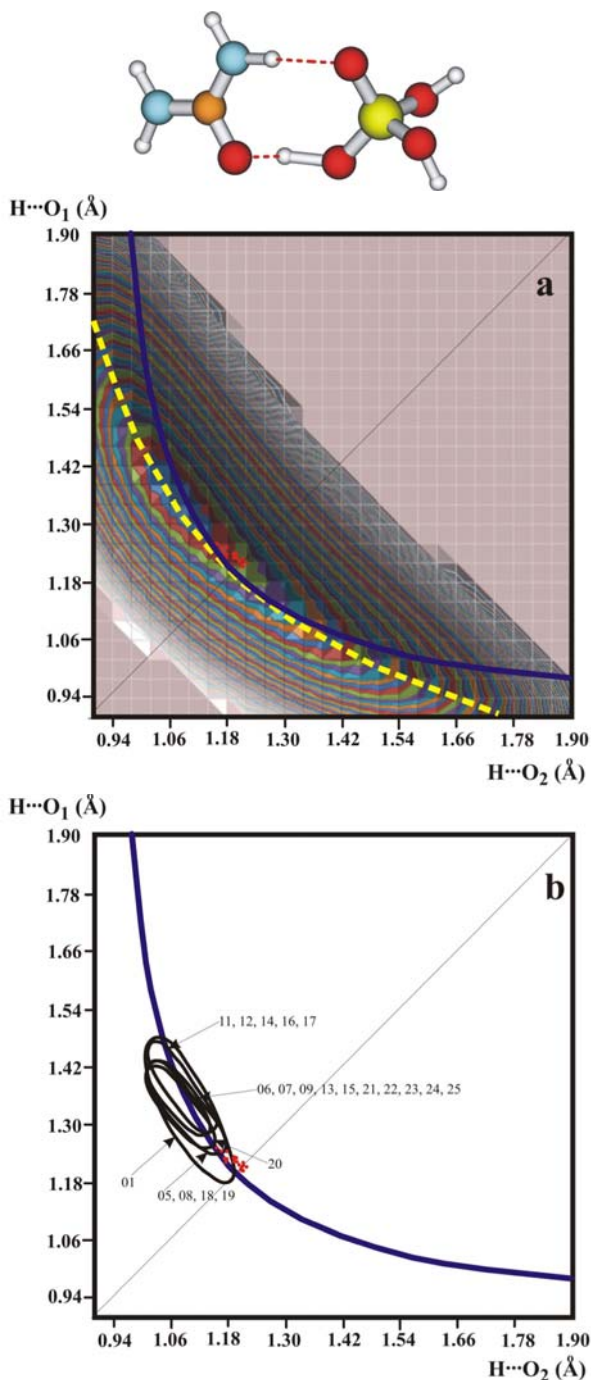 H···O₁ (Å)
1.90
a
1.78
1.66
1.54
1.42
1.30
1.18
1.06
0.94
0.94 1.06 1.18 1.30 1.42 1.54 1.66 1.78 1.90
H···O₂ (Å)
H···O₁ (Å)
1.90
b
1.78
1.66
1.54
11, 12, 14, 16, 17
1.42
06, 07, 09, 13, 15, 21, 22, 23, 24, 25
1.30
20
01
05, 08, 18, 19
1.18
1.06
0.94
0.94 1.06 1.18 1.30 1.42 1.54 1.66 1.78 1.90
H···O₂ (Å)